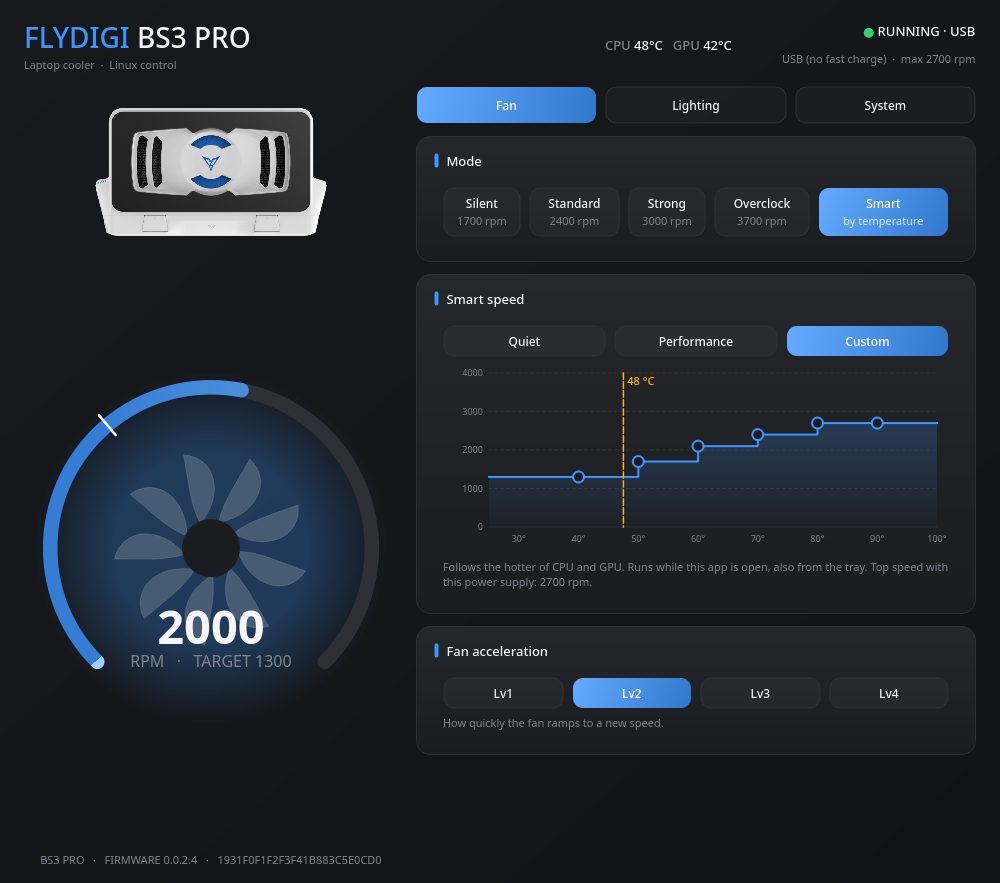 FLYDIGI BS3 PRO
Laptop cooler · Linux control
CPU 48°C GPU 42°C
RUNNING · USB
USB (no fast charge) · max 2700 rpm
Fan
Lighting
System
Mode
Silent
1700 rpm
Standard
2400 rpm
Strong
3000 rpm
Overclock
3700 rpm
Smart
by temperature
Smart speed
Quiet
Performance
Custom
4000
3000
2000
1000
0
48 °C
30°
40°
50°
60°
70°
80°
90°
100°
Follows the hotter of CPU and GPU. Runs while this app is open, also from the tray. Top speed with
this power supply: 2700 rpm.
2000
RPM · TARGET 1300
Fan acceleration
Lv1
Lv2
Lv3
Lv4
How quickly the fan ramps to a new speed.
BS3 PRO · FIRMWARE 0.0.2.4 · 1931F0F1F2F3F41B883C5E0CD0